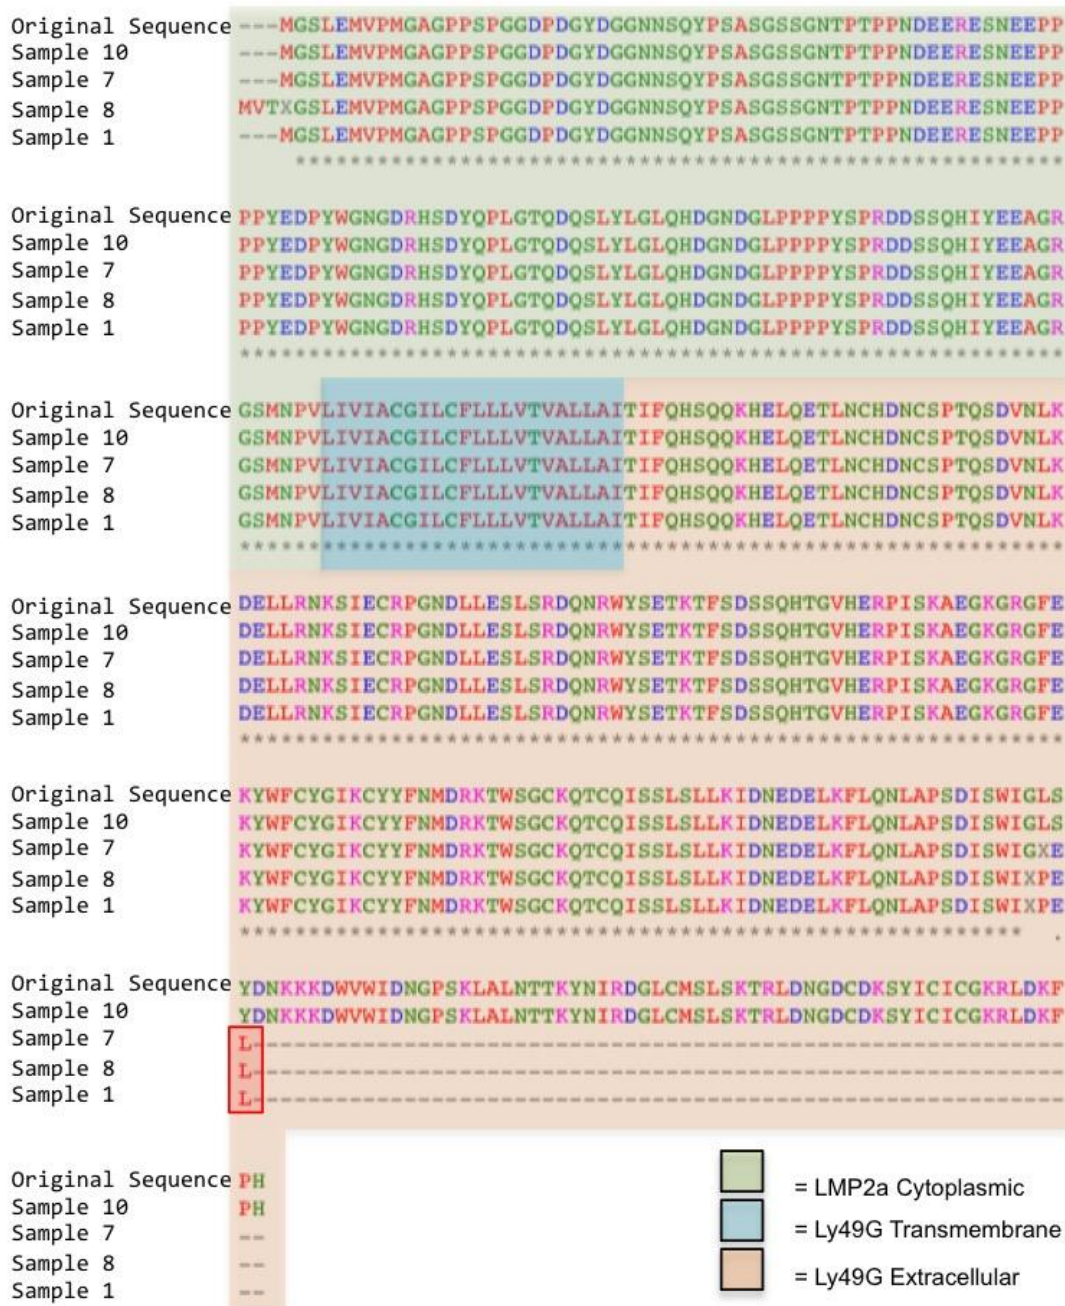 Original Sequence ---MGSLEMVPMGAGPPSPGGDPDGYDGGNNSQYPSASGSSGNTPTPPNDEERESNEEPP
Sample 10 ---MGSLEMVPMGAGPPSPGGDPDGYDGGNNSQYPSASGSSGNTPTPPNDEERESNEEPP
Sample 7 ---MGSLEMVPMGAGPPSPGGDPDGYDGGNNSQYPSASGSSGNTPTPPNDEERESNEEPP
Sample 8 MVTXGSLEMVPMGAGPPSPGGDPDGYDGGNNSQYPSASGSSGNTPTPPNDEERESNEEPP
Sample 1 ---MGSLEMVPMGAGPPSPGGDPDGYDGGNNSQYPSASGSSGNTPTPPNDEERESNEEPP
********************************************************
Original Sequence PPYEDPYWGNGDRHSDYQPLGTQDQSLYLGLQHDGNDGLPPPPYSPRDDSSQHIYEEAGR
Sample 10 PPYEDPYWGNGDRHSDYQPLGTQDQSLYLGLQHDGNDGLPPPPYSPRDDSSQHIYEEAGR
Sample 7 PPYEDPYWGNGDRHSDYQPLGTQDQSLYLGLQHDGNDGLPPPPYSPRDDSSQHIYEEAGR
Sample 8 PPYEDPYWGNGDRHSDYQPLGTQDQSLYLGLQHDGNDGLPPPPYSPRDDSSQHIYEEAGR
Sample 1 PPYEDPYWGNGDRHSDYQPLGTQDQSLYLGLQHDGNDGLPPPPYSPRDDSSQHIYEEAGR
************************************************************
Original Sequence GSMNPVLIVIACGILCFLLLVTVALLAITIFQHSQQKHELQETLNCHDNCSPTQSDVNLK
Sample 10 GSMNPVLIVIACGILCFLLLVTVALLAITIFQHSQQKHELQETLNCHDNCSPTQSDVNLK
Sample 7 GSMNPVLIVIACGILCFLLLVTVALLAITIFQHSQQKHELQETLNCHDNCSPTQSDVNLK
Sample 8 GSMNPVLIVIACGILCFLLLVTVALLAITIFQHSQQKHELQETLNCHDNCSPTQSDVNLK
Sample 1 GSMNPVLIVIACGILCFLLLVTVALLAITIFQHSQQKHELQETLNCHDNCSPTQSDVNLK
************************************************************
Original Sequence DELLRNKSIECRPGNDLLESLSRDQNRWYSETKTFSDSSQHTGVHERPISKAEGKGRGFE
Sample 10 DELLRNKSIECRPGNDLLESLSRDQNRWYSETKTFSDSSQHTGVHERPISKAEGKGRGFE
Sample 7 DELLRNKSIECRPGNDLLESLSRDQNRWYSETKTFSDSSQHTGVHERPISKAEGKGRGFE
Sample 8 DELLRNKSIECRPGNDLLESLSRDQNRWYSETKTFSDSSQHTGVHERPISKAEGKGRGFE
Sample 1 DELLRNKSIECRPGNDLLESLSRDQNRWYSETKTFSDSSQHTGVHERPISKAEGKGRGFE
************************************************************
Original Sequence KYWFCYGIKCYYFNMDRKTWSGCKQTCQISSLSLLKIDNEDELKFLQNLAPSDISWIGLS
Sample 10 KYWFCYGIKCYYFNMDRKTWSGCKQTCQISSLSLLKIDNEDELKFLQNLAPSDISWIGLS
Sample 7 KYWFCYGIKCYYFNMDRKTWSGCKQTCQISSLSLLKIDNEDELKFLQNLAPSDISWIGXE
Sample 8 KYWFCYGIKCYYFNMDRKTWSGCKQTCQISSLSLLKIDNEDELKFLQNLAPSDISWIXPE
Sample 1 KYWFCYGIKCYYFNMDRKTWSGCKQTCQISSLSLLKIDNEDELKFLQNLAPSDISWIXPE
********************************************************* .
Original Sequence YDNKKKDWVWIDNGPSKLALNTTKYNIRDGLCMSLSKTRLDNGDCDKSYICICGKRLDKF
Sample 10 YDNKKKDWVWIDNGPSKLALNTTKYNIRDGLCMSLSKTRLDNGDCDKSYICICGKRLDKF
Sample 7 L-----------------------------------------------------------
Sample 8 L-----------------------------------------------------------
Sample 1 L-----------------------------------------------------------
Original Sequence PH
Sample 10 PH
Sample 7 --
Sample 8 --
Sample 1 --
= LMP2a Cytoplasmic
= Ly49G Transmembrane
= Ly49G Extracellular